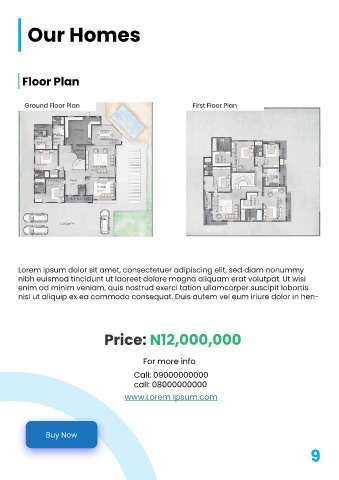 Our Homes
Floor Plan
Ground Floor Plan
First Floor Plan
Lorem ipsum dolor sit amet, consectetuer adipiscing elit, sed diam nonummy
nibh euismod tincidunt ut laoreet dolore magna aliquam erat volutpat. Ut wisi
enim ad minim veniam, quis nostrud exerci tation ullamcorper suscipit lobortis
nisl ut aliquip ex ea commodo consequat. Duis autem vel eum iriure dolor in hen-
Price: N12,000,000
For more info
Call: 09000000000
call: 08000000000
www.Lorem ipsum.com
Buy Now
9